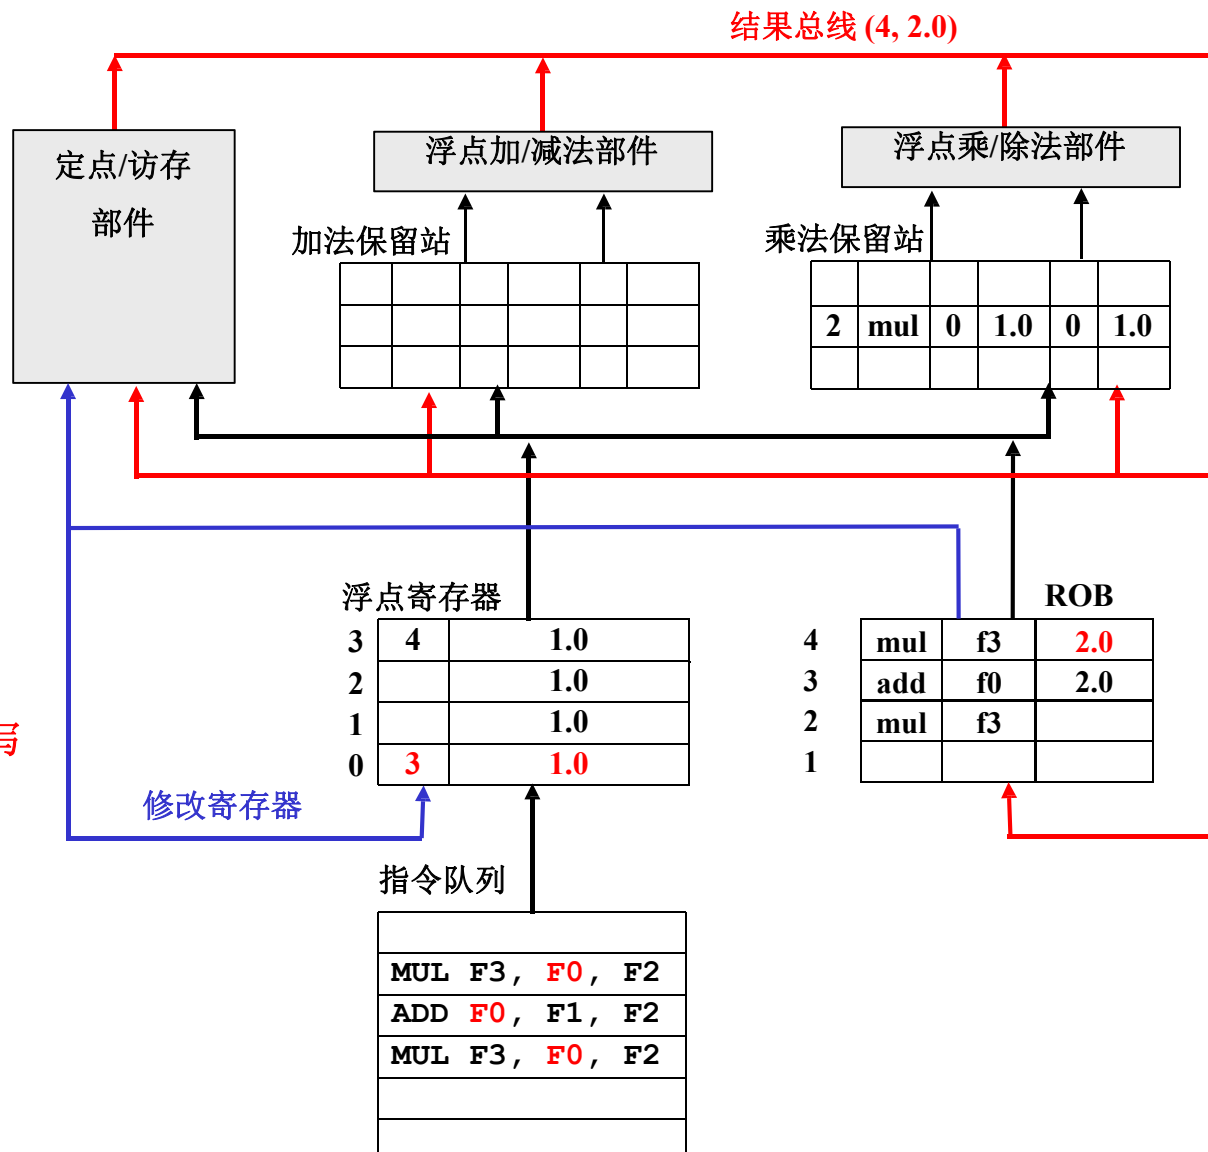 结果总线 (4, 2.0)
定点/访存
部件
浮点加/减法部件
浮点乘/除法部件
加法保留站
乘法保留站
2 mul 0 1.0 0 1.0
浮点寄存器
ROB
3 4 1.0
2 1.0
1 1.0
0 3 1.0
4 mul f3 2.0
3 add f0 2.0
2 mul f3
1
写
修改寄存器
指令队列
MUL F3, F0, F2
ADD F0, F1, F2
MUL F3, F0, F2